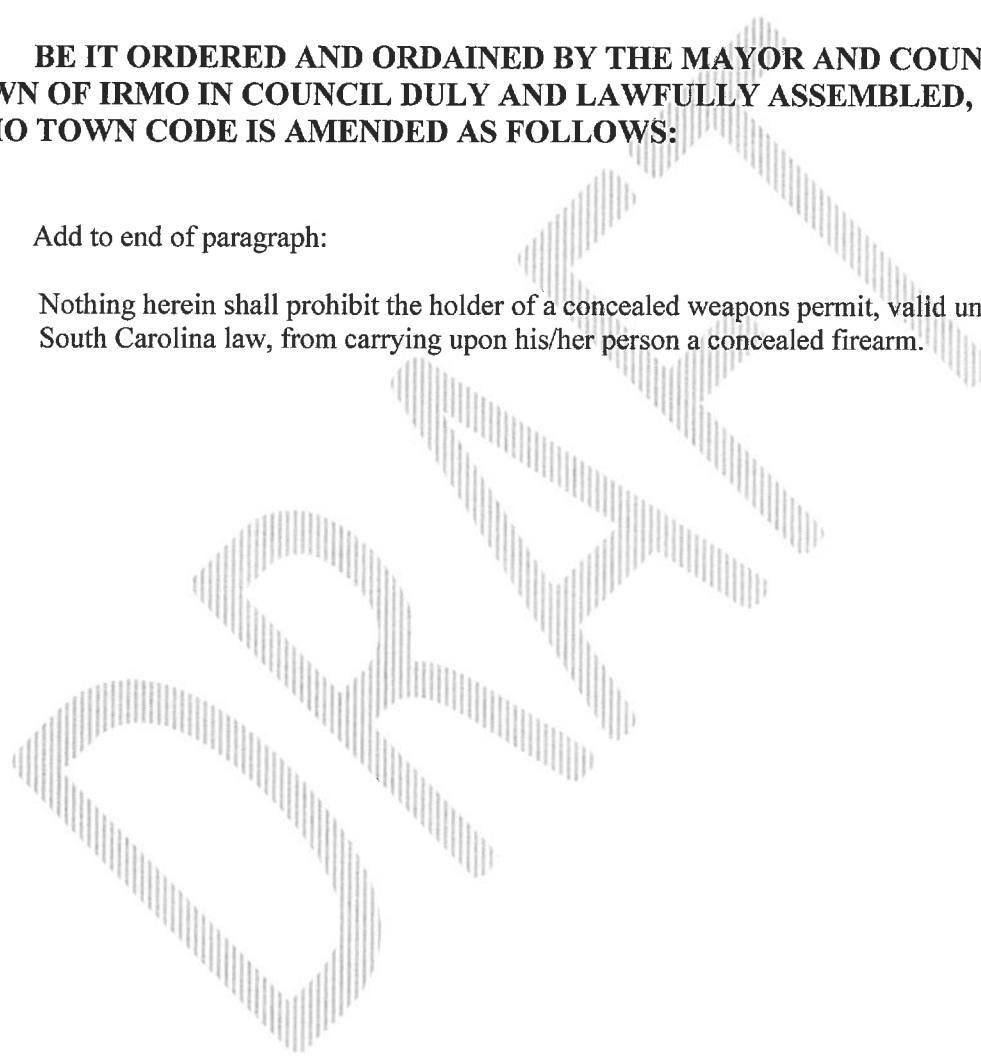 BE IT ORDERED AND ORDAINED BY THE MAYOR AND COUN
WN OF IRMO IN COUNCIL DULY AND LAWFULLY ASSEMBLED,
O TOWN CODE IS AMENDED AS FOLLOWS:
Add to end of paragraph:
Nothing herein shall prohibit the holder of a concealed weapons permit, valid un
South Carolina law, from carrying upon his/her person a concealed firearm.
DRAFT